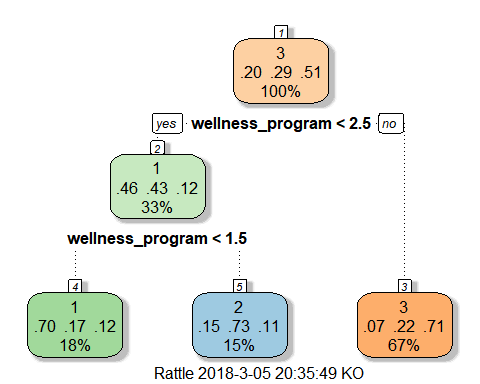 1
3
.20 .29 .51
100%
yes wellness_program < 2.5 no
2
1
.46 .43 .12
33%
wellness_program < 1.5
4 5 3
1 2 3
.70 .17 .12 .15 .73 .11 .07 .22 .71
18% 15% 67%
Rattle 2018-3-05 20:35:49 KO